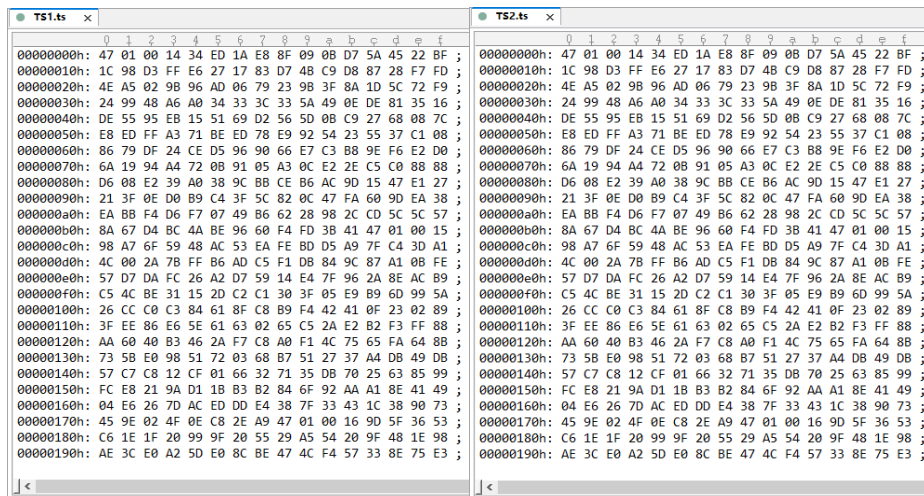 TS1.ts x
0 1 2 3 4 5 6 7 8 9 a b c d e f
00000000h: 47 01 00 14 34 ED 1A E8 8F 09 0B D7 5A 45 22 BF ;
00000010h: 1C 98 D3 FF E6 27 17 83 D7 4B C9 D8 87 28 F7 FD ;
00000020h: 4E A5 02 9B 96 AD 06 79 23 9B 3F 8A 1D 5C 72 F9 ;
00000030h: 24 99 48 A6 A0 34 33 3C 33 5A 49 0E DE 81 35 16 ;
00000040h: DE 55 95 EB 15 51 69 D2 56 5D 0B C9 27 68 08 7C ;
00000050h: E8 ED FF A3 71 BE ED 78 E9 92 54 23 55 37 C1 08 ;
00000060h: 86 79 DF 24 CE D5 96 90 66 E7 C3 B8 9E F6 E2 D0 ;
00000070h: 6A 19 94 A4 72 0B 91 05 A3 0C E2 2E C5 C0 88 88 ;
00000080h: D6 08 E2 39 A0 38 9C BB CE B6 AC 9D 15 47 E1 27 ;
00000090h: 21 3F 0E D0 B9 C4 3F 5C 82 0C 47 FA 60 9D EA 38 ;
000000a0h: EA BB F4 D6 F7 07 49 B6 62 28 98 2C CD 5C 5C 57 ;
000000b0h: 8A 67 D4 BC 4A BE 96 60 F4 FD 3B 41 47 01 00 15 ;
000000c0h: 98 A7 6F 59 48 AC 53 EA FE BD D5 A9 7F C4 3D A1 ;
000000d0h: 4C 00 2A 7B FF B6 AD C5 F1 DB 84 9C 87 A1 0B FE ;
000000e0h: 57 D7 DA FC 26 A2 D7 59 14 E4 7F 96 2A 8E AC B9 ;
000000f0h: C5 4C BE 31 15 2D C2 C1 30 3F 05 E9 B9 6D 99 5A ;
00000100h: 26 CC C0 C3 84 61 8F C8 B9 F4 42 41 0F 23 02 89 ;
00000110h: 3F EE 86 E6 5E 61 63 02 65 C5 2A E2 B2 F3 FF 88 ;
00000120h: AA 60 40 B3 46 2A F7 C8 A0 F1 4C 75 65 FA 64 8B ;
00000130h: 73 5B E0 98 51 72 03 68 B7 51 27 37 A4 DB 49 DB ;
00000140h: 57 C7 C8 12 CF 01 66 32 71 35 DB 70 25 63 85 99 ;
00000150h: FC E8 21 9A D1 1B B3 B2 84 6F 92 AA A1 8E 41 49 ;
00000160h: 04 E6 26 7D AC ED DD E4 38 7F 33 43 1C 38 90 73 ;
00000170h: 45 9E 02 4F 0E C8 2E A9 47 01 00 16 9D 5F 36 53 ;
00000180h: C6 1E 1F 20 99 9F 20 55 29 A5 54 20 9F 48 1E 98 ;
00000190h: AE 3C E0 A2 5D E0 8C BE 47 4C F4 57 33 8E 75 E3 ;
TS2.ts x
0 1 2 3 4 5 6 7 8 9 a b c d e f
00000000h: 47 01 00 14 34 ED 1A E8 8F 09 0B D7 5A 45 22 BF ;
00000010h: 1C 98 D3 FF E6 27 17 83 D7 4B C9 D8 87 28 F7 FD ;
00000020h: 4E A5 02 9B 96 AD 06 79 23 9B 3F 8A 1D 5C 72 F9 ;
00000030h: 24 99 48 A6 A0 34 33 3C 33 5A 49 0E DE 81 35 16 ;
00000040h: DE 55 95 EB 15 51 69 D2 56 5D 0B C9 27 68 08 7C ;
00000050h: E8 ED FF A3 71 BE ED 78 E9 92 54 23 55 37 C1 08 ;
00000060h: 86 79 DF 24 CE D5 96 90 66 E7 C3 B8 9E F6 E2 D0 ;
00000070h: 6A 19 94 A4 72 0B 91 05 A3 0C E2 2E C5 C0 88 88 ;
00000080h: D6 08 E2 39 A0 38 9C BB CE B6 AC 9D 15 47 E1 27 ;
00000090h: 21 3F 0E D0 B9 C4 3F 5C 82 0C 47 FA 60 9D EA 38 ;
000000a0h: EA BB F4 D6 F7 07 49 B6 62 28 98 2C CD 5C 5C 57 ;
000000b0h: 8A 67 D4 BC 4A BE 96 60 F4 FD 3B 41 47 01 00 15 ;
000000c0h: 98 A7 6F 59 48 AC 53 EA FE BD D5 A9 7F C4 3D A1 ;
000000d0h: 4C 00 2A 7B FF B6 AD C5 F1 DB 84 9C 87 A1 0B FE ;
000000e0h: 57 D7 DA FC 26 A2 D7 59 14 E4 7F 96 2A 8E AC B9 ;
000000f0h: C5 4C BE 31 15 2D C2 C1 30 3F 05 E9 B9 6D 99 5A ;
00000100h: 26 CC C0 C3 84 61 8F C8 B9 F4 42 41 0F 23 02 89 ;
00000110h: 3F EE 86 E6 5E 61 63 02 65 C5 2A E2 B2 F3 FF 88 ;
00000120h: AA 60 40 B3 46 2A F7 C8 A0 F1 4C 75 65 FA 64 8B ;
00000130h: 73 5B E0 98 51 72 03 68 B7 51 27 37 A4 DB 49 DB ;
00000140h: 57 C7 C8 12 CF 01 66 32 71 35 DB 70 25 63 85 99 ;
00000150h: FC E8 21 9A D1 1B B3 B2 84 6F 92 AA A1 8E 41 49 ;
00000160h: 04 E6 26 7D AC ED DD E4 38 7F 33 43 1C 38 90 73 ;
00000170h: 45 9E 02 4F 0E C8 2E A9 47 01 00 16 9D 5F 36 53 ;
00000180h: C6 1E 1F 20 99 9F 20 55 29 A5 54 20 9F 48 1E 98 ;
00000190h: AE 3C E0 A2 5D E0 8C BE 47 4C F4 57 33 8E 75 E3 ;